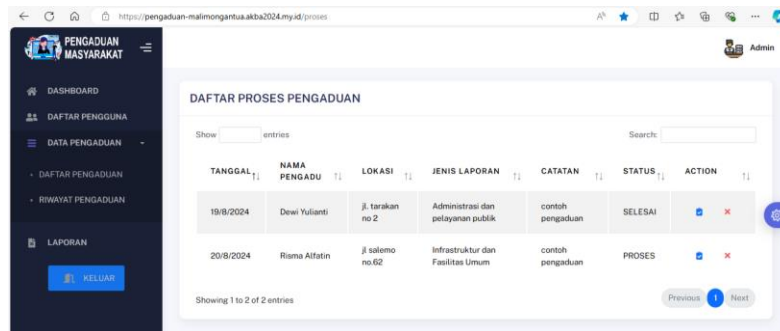 https://pengaduan-malimongantua.akba2024.my.id/proses
PENGADUAN
MASYARAKAT
Admin
DASHBOARD
DAFTAR PENGGUNA
DATA PENGADUAN
DAFTAR PENGADUAN
RIWAYAT PENGADUAN
LAPORAN
KELUAR
DAFTAR PROSES PENGADUAN
Show entries
Search:
TANGGAL NAMA PENGADU LOKASI JENIS LAPORAN CATATAN STATUS ACTION
19/8/2024 Dewi Yulianti jl. tarakan no 2 Administrasi dan pelayanan publik contoh pengaduan SELESAI
20/8/2024 Risma Alfatin jl salemo no.62 Infrastruktur dan Fasilitas Umum contoh pengaduan PROSES
Showing 1 to 2 of 2 entries
Previous 1 Next